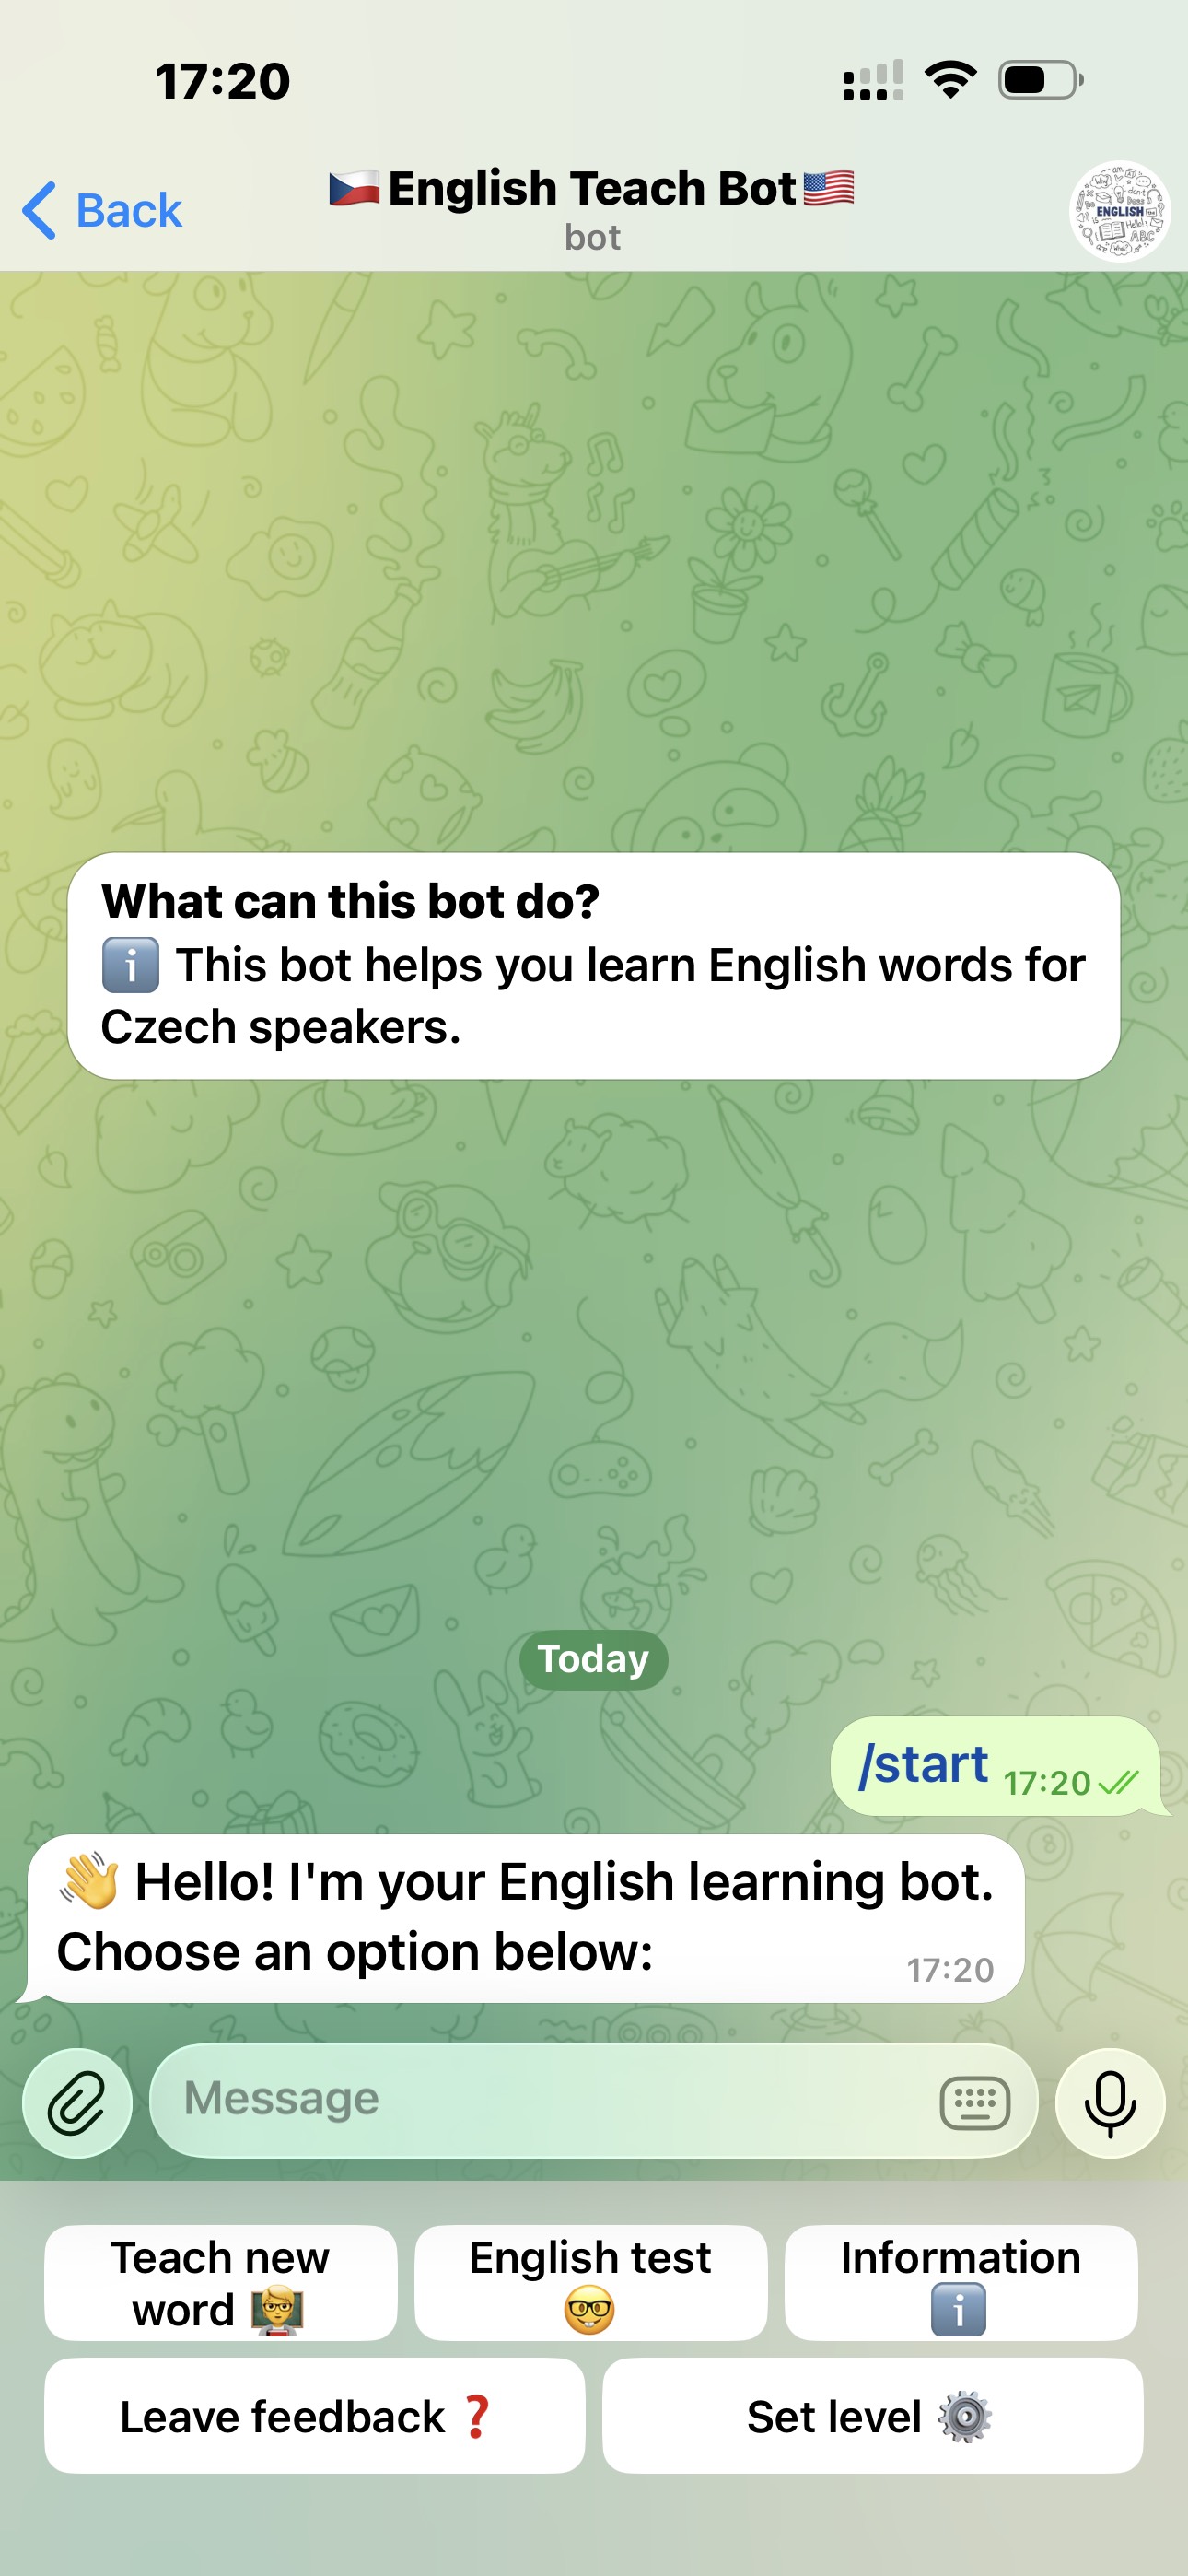 17:20
Back
🇨🇿English Teach Bot🇺🇸
bot
ENGLISH
What can this bot do?
ℹ️ This bot helps you learn English words for
Czech speakers.
Today
/start 17:20
👋 Hello! I'm your English learning bot.
Choose an option below:
17:20
Message
Teach new
word 👨‍🏫
English test
🤓
Information
ℹ️
Leave feedback ❓
Set level ⚙️